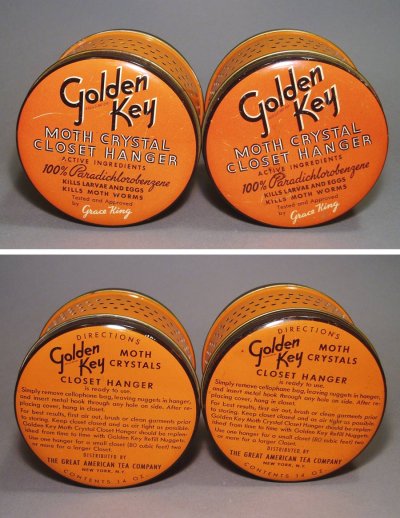 Golden
Key
MOTH CRYSTAL
CLOSET HANGER
ACTIVE INGREDIENTS
100% Paradichlorobenzene
KILLS LARVAE AND EGGS
KILLS MOTH WORMS
Tested and Approved
by Grace King
Golden
Key
MOTH CRYSTAL
CLOSET HANGER
ACTIVE INGREDIENTS
100% Paradichlorobenzene
KILLS LARVAE AND EGGS
KILLS MOTH WORMS
Tested and Approved
by Grace King
DIRECTIONS
Golden Key MOTH CRYSTALS
CLOSET HANGER
is ready to use.
Simply remove cellophane bag, leaving nuggets in hanger,
and insert metal hook through any hole on side. After re-
placing cover, hang in closet.
For best results, first air out, brush or clean garments prior
to storing. Keep closet closed and as air tight as possible.
Golden Key Moth Crystal Closet Hanger should be replen-
ished from time to time with Golden Key Refill Nuggets.
Use one hanger for a small closet (80 cubic feet) two
or more for a larger Closet.
DISTRIBUTED BY
THE GREAT AMERICAN TEA COMPANY
NEW YORK, N.Y.
CONTENTS 14 OZ.
DIRECTIONS
Golden Key MOTH CRYSTALS
CLOSET HANGER
is ready to use.
Simply remove cellophane bag, leaving nuggets in hanger,
and insert metal hook through any hole on side. After re-
placing cover, hang in closet.
For best results, first air out, brush or clean garments prior
to storing. Keep closet closed and as air tight as possible.
Golden Key Moth Crystal Closet Hanger should be replen-
ished from time to time with Golden Key Refill Nuggets.
Use one hanger for a small closet (80 cubic feet) two
or more for a larger Closet.
DISTRIBUTED BY
THE GREAT AMERICAN TEA COMPANY
NEW YORK, N.Y.
CONTENTS 14 OZ.